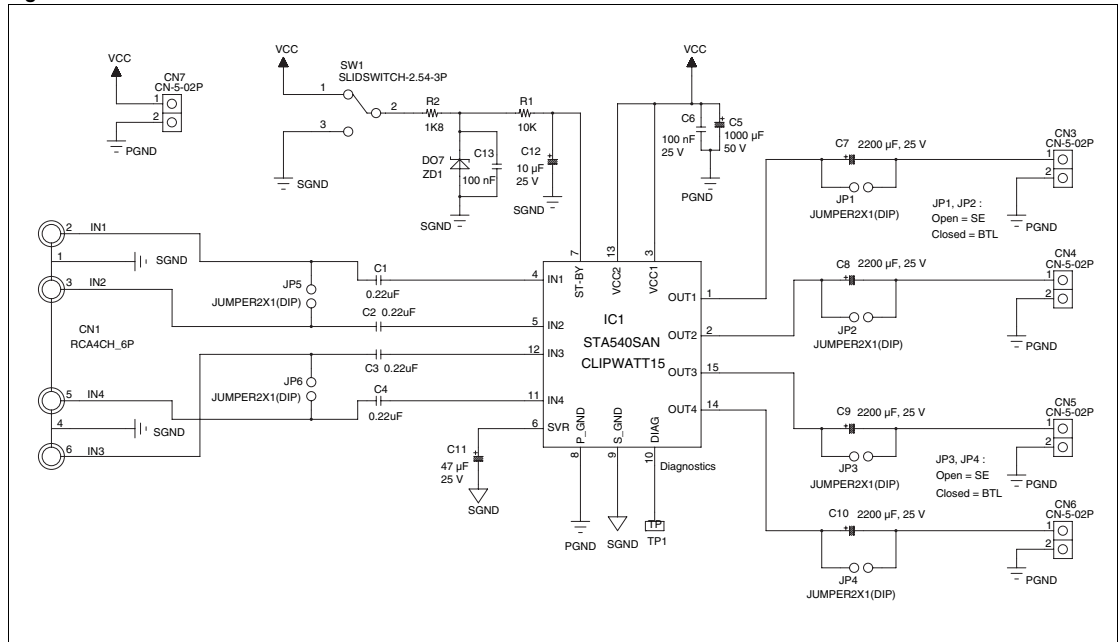 VCC
CN7
CN-5-02P
1
2
PGND
VCC
SW1
SLIDSWITCH-2.54-3P
1
2
3
SGND
R2
1K8
R1
10K
DO7
ZD1
C13
100 nF
SGND
C12
10 µF
25 V
SGND
VCC
C6
100 nF
25 V
C5
1000 µF
50 V
PGND
C7 2200 µF, 25 V
JP1
JUMPER2X1(DIP)
CN3
CN-5-02P
1
2
PGND
JP1, JP2 :
Open = SE
Closed = BTL
C8 2200 µF, 25 V
JP2
JUMPER2X1(DIP)
CN4
CN-5-02P
1
2
PGND
2 IN1
1 SGND
3 IN2
CN1
RCA4CH_6P
5 IN4
4 SGND
6 IN3
JP5
JUMPER2X1(DIP)
JP6
JUMPER2X1(DIP)
C1
0.22uF
C2 0.22uF
C3 0.22uF
C4
0.22uF
C11
47 µF
25 V
SGND
7 ST-BY
13 VCC2
3 VCC1
4 IN1
5 IN2
12 IN3
11 IN4
6 SVR
IC1
STA540SAN
CLIPWATT15
OUT1 1
OUT2 2
OUT3 15
OUT4 14
P_GND 8
S_GND 9
DIAG 10
Diagnostics
PGND
SGND
TP
TP1
C9 2200 µF, 25 V
JP3
JUMPER2X1(DIP)
CN5
CN-5-02P
1
2
PGND
JP3, JP4 :
Open = SE
Closed = BTL
C10 2200 µF, 25 V
JP4
JUMPER2X1(DIP)
CN6
CN-5-02P
1
2
PGND